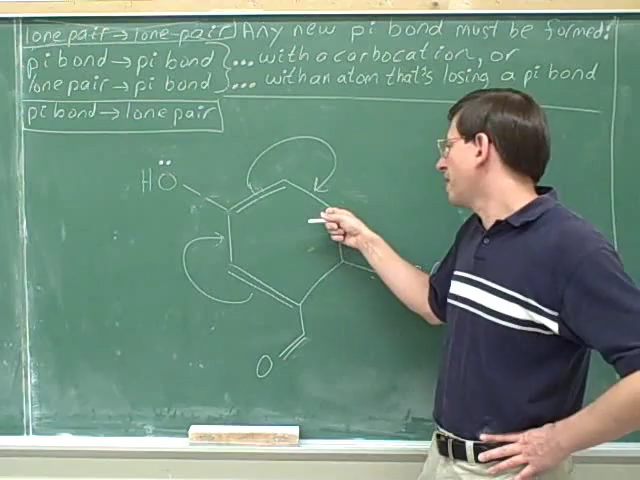 lone pair → lone pair Any new pi bond must be formed:
pi bond → pi bond ... with a carbocation, or
lone pair → pi bond ... with an atom that's losing a pi bond
pi bond → lone pair
HO
O